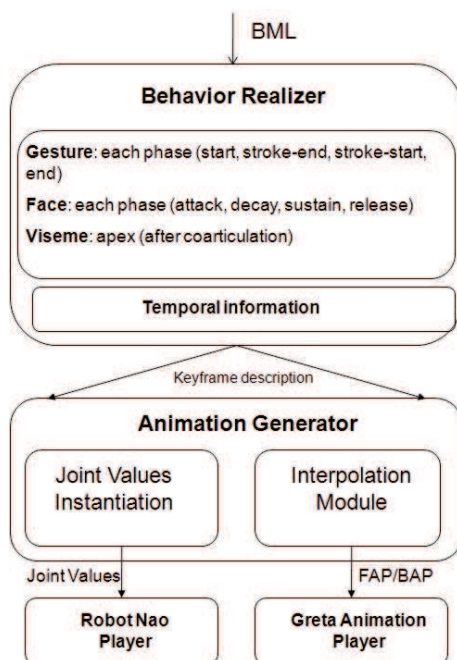 BML
Behavior Realizer
Gesture: each phase (start, stroke-end, stroke-start,
end)
Face: each phase (attack, decay, sustain, release)
Viseme: apex (after coarticulation)
Temporal information
Keyframe description
Animation Generator
Joint Values
Instantiation
Interpolation
Module
Joint Values
FAP/BAP
Robot Nao
Player
Greta Animation
Player